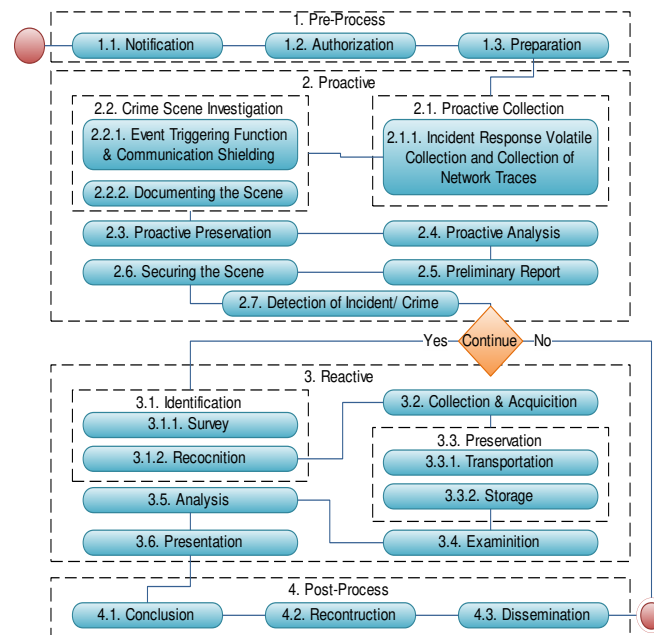 1. Pre-Process
1.1. Notification
1.2. Authorization
1.3. Preparation
2. Proactive
2.2. Crime Scene Investigation
2.2.1. Event Triggering Function
& Communication Shielding
2.2.2. Documenting the Scene
2.1. Proactive Collection
2.1.1. Incident Response Volatile
Collection and Collection of
Network Traces
2.3. Proactive Preservation
2.4. Proactive Analysis
2.6. Securing the Scene
2.5. Preliminary Report
2.7. Detection of Incident/ Crime
Yes
Continue
No
3. Reactive
3.1. Identification
3.1.1. Survey
3.1.2. Recocnition
3.2. Collection & Acquicition
3.3. Preservation
3.3.1. Transportation
3.3.2. Storage
3.5. Analysis
3.4. Examinition
3.6. Presentation
4. Post-Process
4.1. Conclusion
4.2. Recontruction
4.3. Dissemination